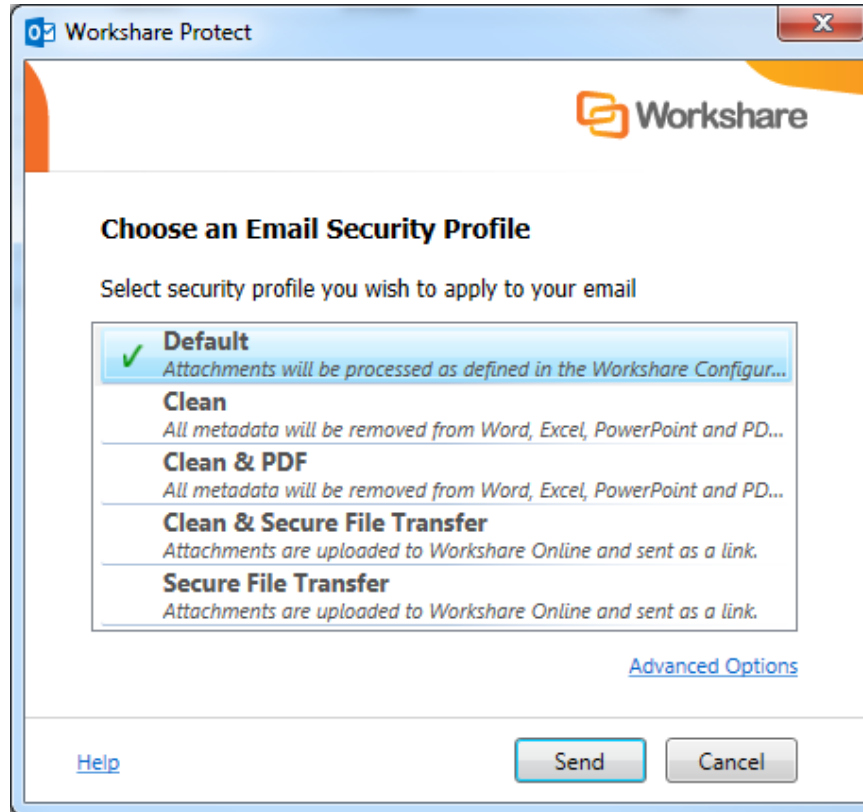 Workshare Protect
Workshare
Choose an Email Security Profile
Select security profile you wish to apply to your email
Default
Attachments will be processed as defined in the Workshare Configur...
Clean
All metadata will be removed from Word, Excel, PowerPoint and PD...
Clean & PDF
All metadata will be removed from Word, Excel, PowerPoint and PD...
Clean & Secure File Transfer
Attachments are uploaded to Workshare Online and sent as a link.
Secure File Transfer
Attachments are uploaded to Workshare Online and sent as a link.
Advanced Options
Help
Send
Cancel